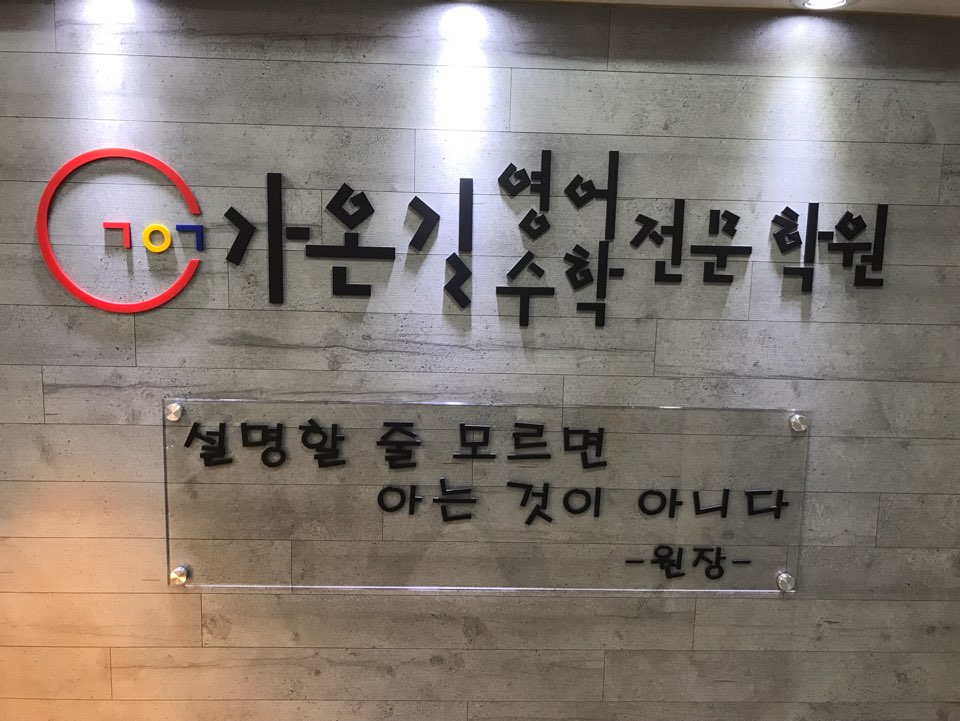 ㄱㅇㄱ 가온길 영어 수학 전문 학원
설명할 줄 모르면
아는 것이 아니다
-원장-